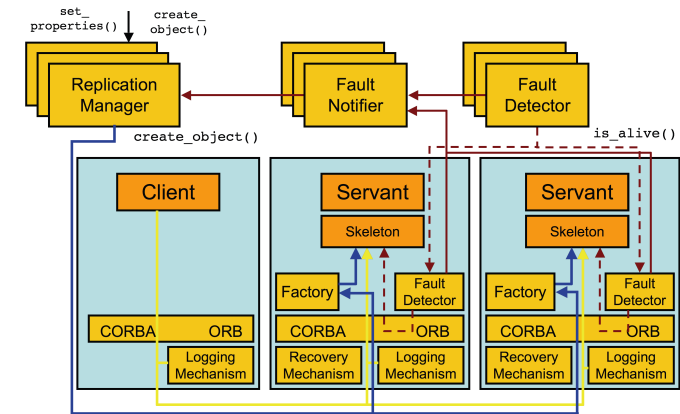 set_
properties()
create_
object()
Replication
Manager
Fault
Notifier
Fault
Detector
create_object()
is_alive()
Client
Servant
Servant
Skeleton
Skeleton
Factory
Fault
Detector
Factory
Fault
Detector
CORBA ORB
CORBA ORB
CORBA ORB
Logging
Mechanism
Recovery
Mechanism
Logging
Mechanism
Recovery
Mechanism
Logging
Mechanism